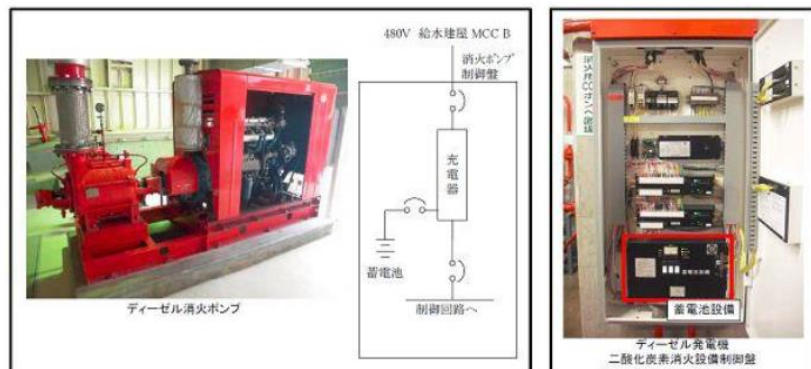 480V 給水建屋 MCC B
消火ポンプ
制御盤
充電器
蓄電池
制御回路へ
ディーゼル消火ポンプ
蓄電池設備
ディーゼル発電機
二酸化炭素消火設備制御盤